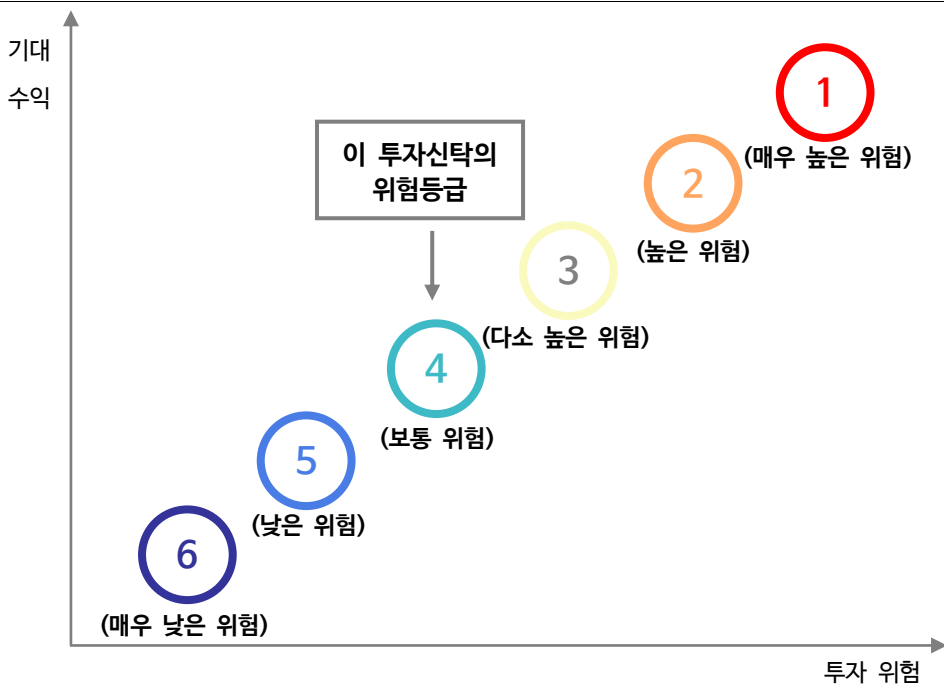 기대
수익
1
(매우 높은 위험)
이 투자신탁의
위험등급
2
(높은 위험)
3
(다소 높은 위험)
4
(보통 위험)
5
(낮은 위험)
6
(매우 낮은 위험)
투자 위험